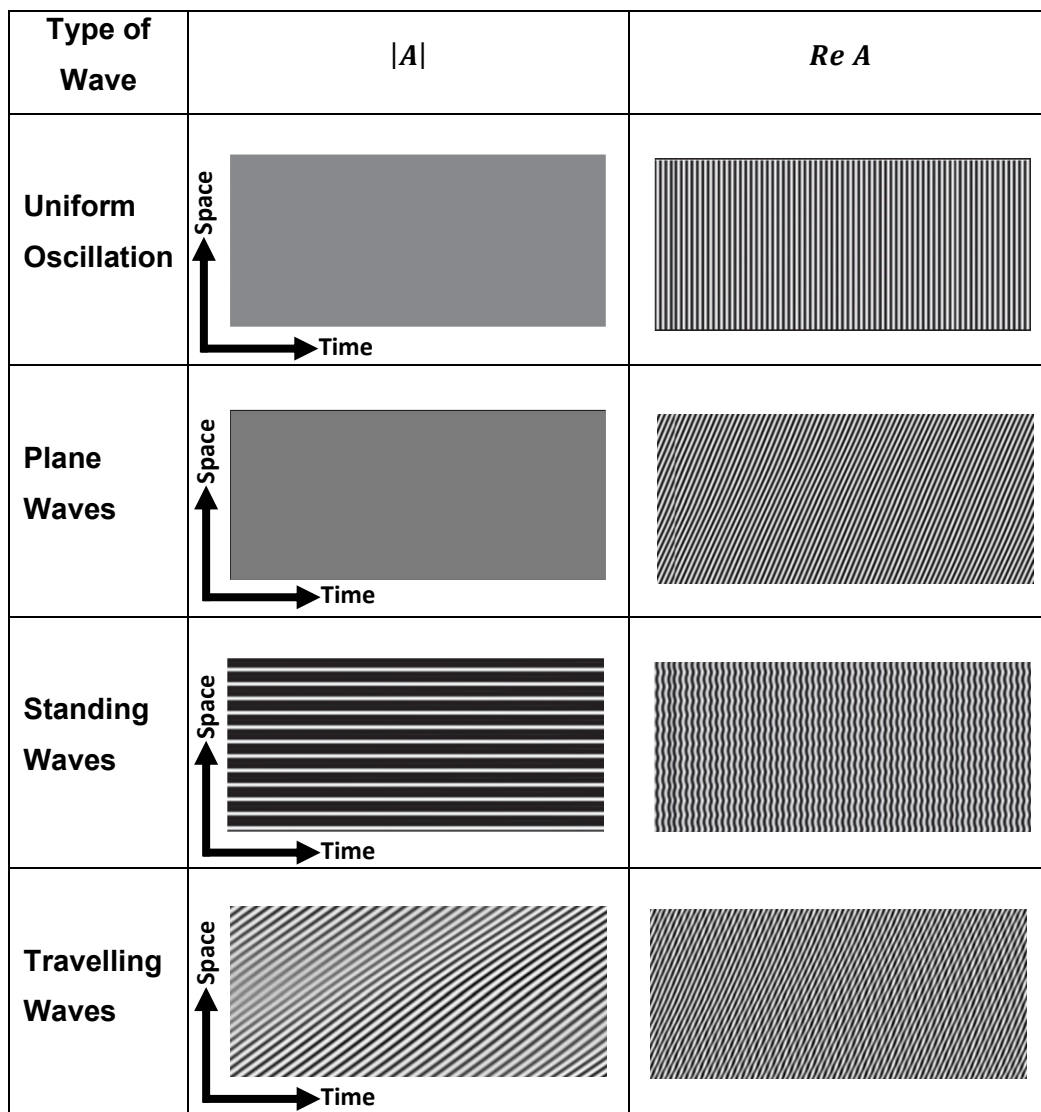 Type of
Wave
|A|
Re A
Uniform
Oscillation
Space
Time
Plane
Waves
Space
Time
Standing
Waves
Space
Time
Travelling
Waves
Space
Time